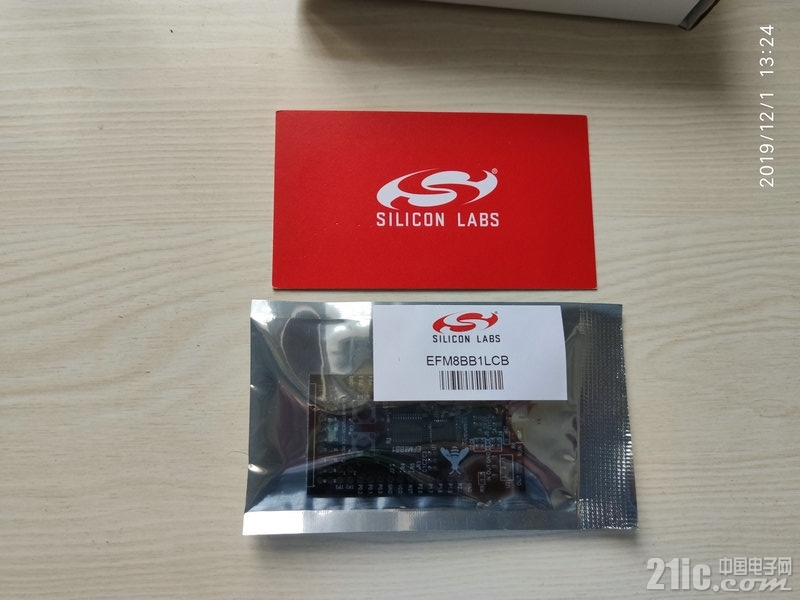 2019/12/1 13:24
SILICON LABS
SILICON LABS
EFM8BB1LCB
21ic.com
中国电子网